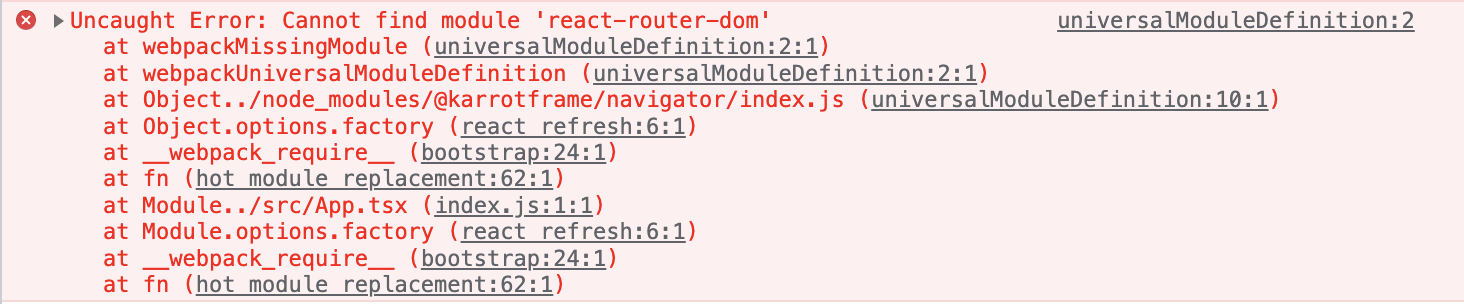 Uncaught Error: Cannot find module 'react-router-dom' universalModuleDefinition:2
at webpackMissingModule (universalModuleDefinition:2:1)
at webpackUniversalModuleDefinition (universalModuleDefinition:2:1)
at Object../node_modules/@karrotframe/navigator/index.js (universalModuleDefinition:10:1)
at Object.options.factory (react refresh:6:1)
at __webpack_require__ (bootstrap:24:1)
at fn (hot module replacement:62:1)
at Module../src/App.tsx (index.js:1:1)
at Module.options.factory (react refresh:6:1)
at __webpack_require__ (bootstrap:24:1)
at fn (hot module replacement:62:1)